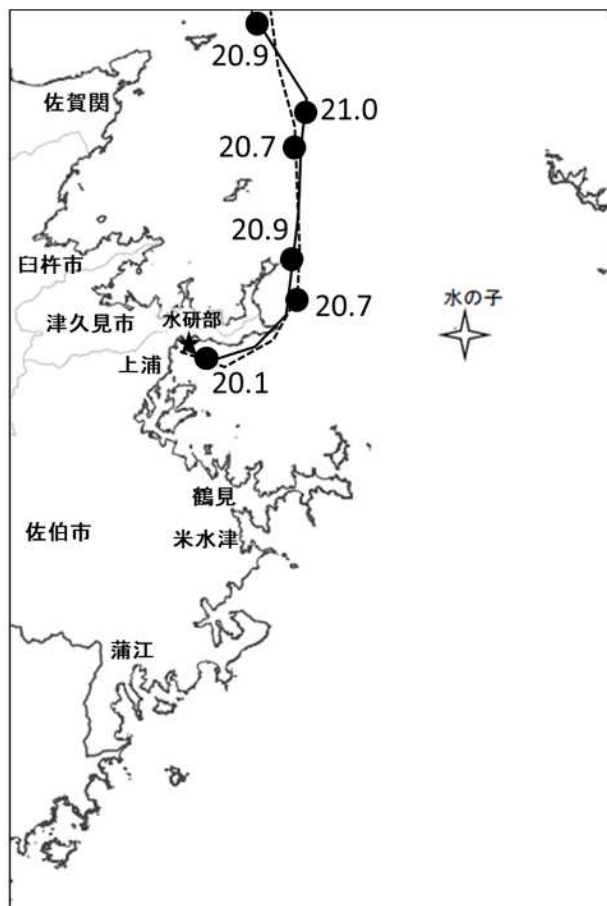 20.9
佐賀関
21.0
20.7
20.9
臼杵市
20.7
水の子
津久見市
水研部
上浦
20.1
鶴見
佐伯市
米水津
蒲江